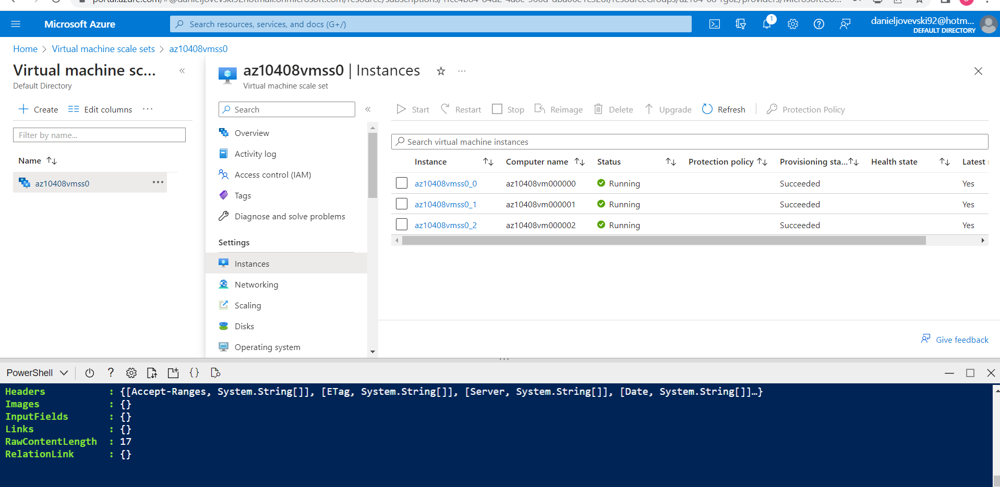 Microsoft Azure
Search resources, services, and docs (G+/)
1
danieljovevski92@hotm...
DEFAULT DIRECTORY
Home > Virtual machine scale sets > az10408vmss0
Virtual machine sc...
Default Directory
Create
Edit columns
Filter by name...
Name
az10408vmss0
az10408vmss0 | Instances
Virtual machine scale set
Search
Overview
Activity log
Access control (IAM)
Tags
Diagnose and solve problems
Settings
Instances
Networking
Scaling
Disks
Operating system
Start Restart Stop Reimage Delete Upgrade Refresh Protection Policy
Search virtual machine instances
Instance Computer name Status Protection policy Provisioning sta... Health state Latest
az10408vmss0_0 az10408vm000000 Running Succeeded Yes
az10408vmss0_1 az10408vm000001 Running Succeeded Yes
az10408vmss0_2 az10408vm000002 Running Succeeded Yes
Give feedback
PowerShell
Headers : {[Accept-Ranges, System.String[]], [ETag, System.String[]], [Server, System.String[]], [Date, System.String[]]…}
Images : {}
InputFields : {}
Links : {}
RawContentLength : 17
RelationLink : {}